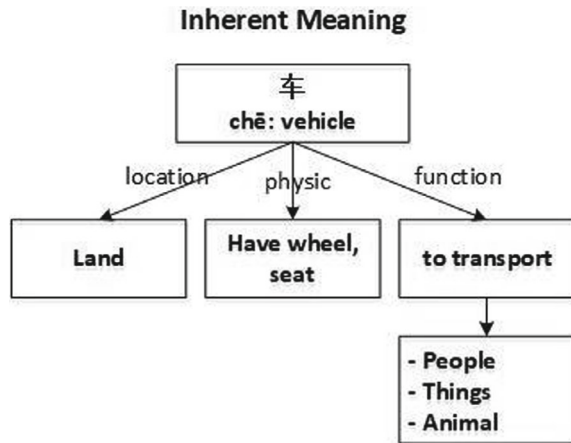 Inherent Meaning
车
chē: vehicle
location
physic
function
Land
Have wheel,
seat
to transport
- People
- Things
- Animal